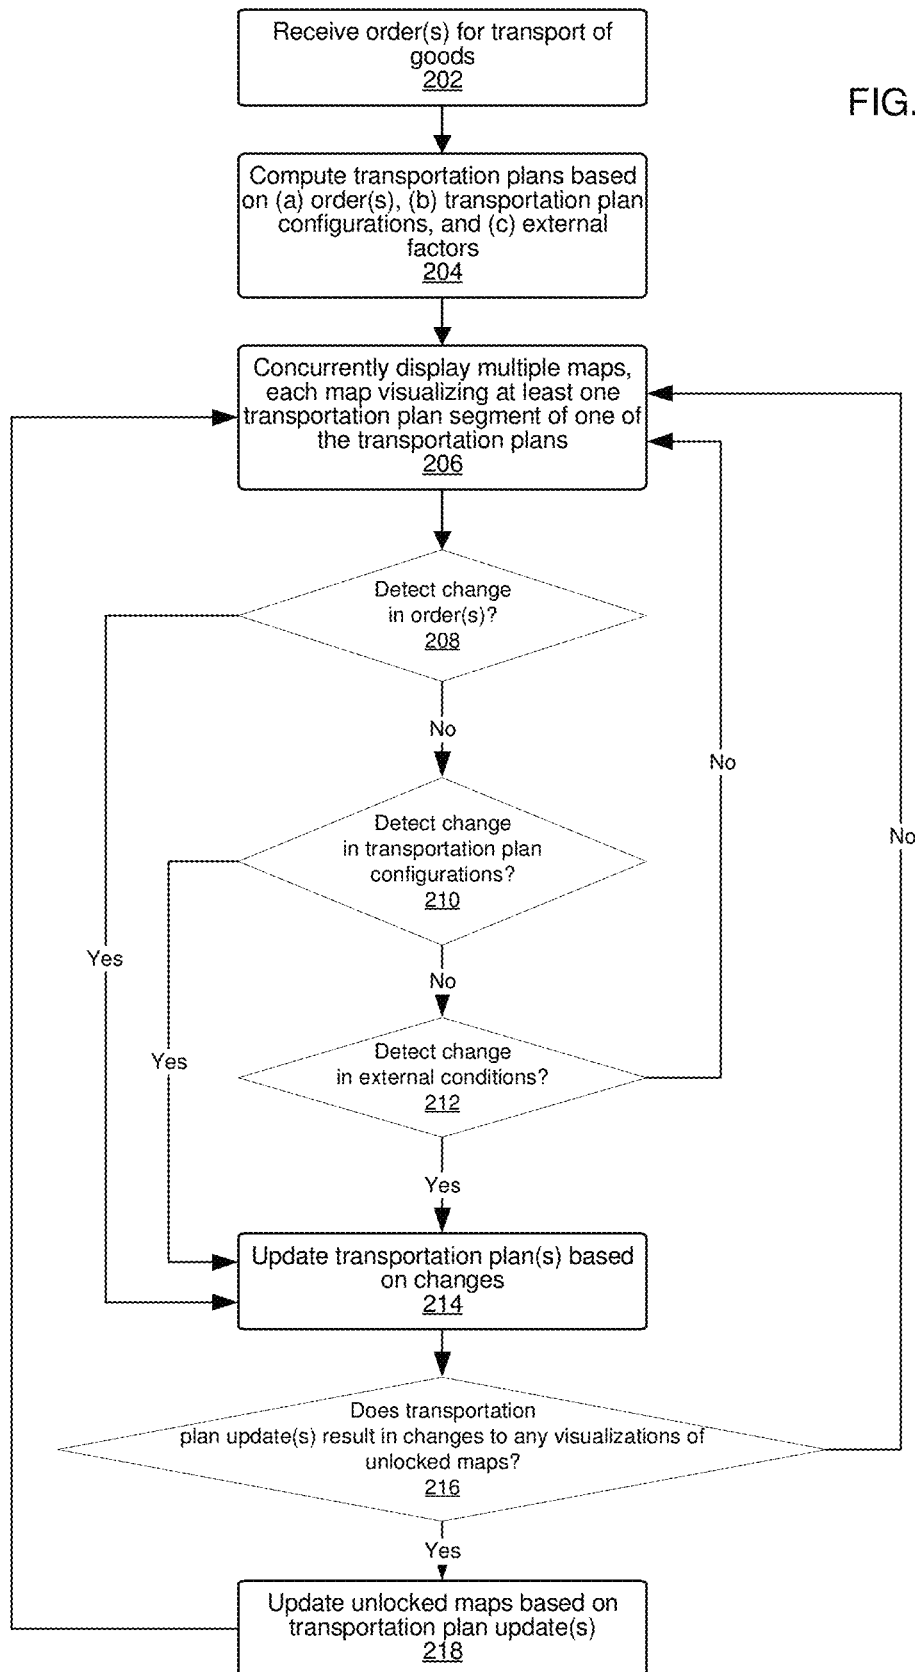 Receive order(s) for transport of
goods
202
FIG.
Compute transportation plans based
on (a) order(s), (b) transportation plan
configurations, and (c) external
factors
204
Concurrently display multiple maps,
each map visualizing at least one
transportation plan segment of one of
the transportation plans
206
Detect change
in order(s)?
208
No
No
Detect change
in transportation plan
configurations?
210
No
Yes
No
Detect change
in external conditions?
212
Yes
Yes
Update transportation plan(s) based
on changes
214
Does transportation
plan update(s) result in changes to any visualizations of
unlocked maps?
216
Yes
Update unlocked maps based on
transportation plan update(s)
218